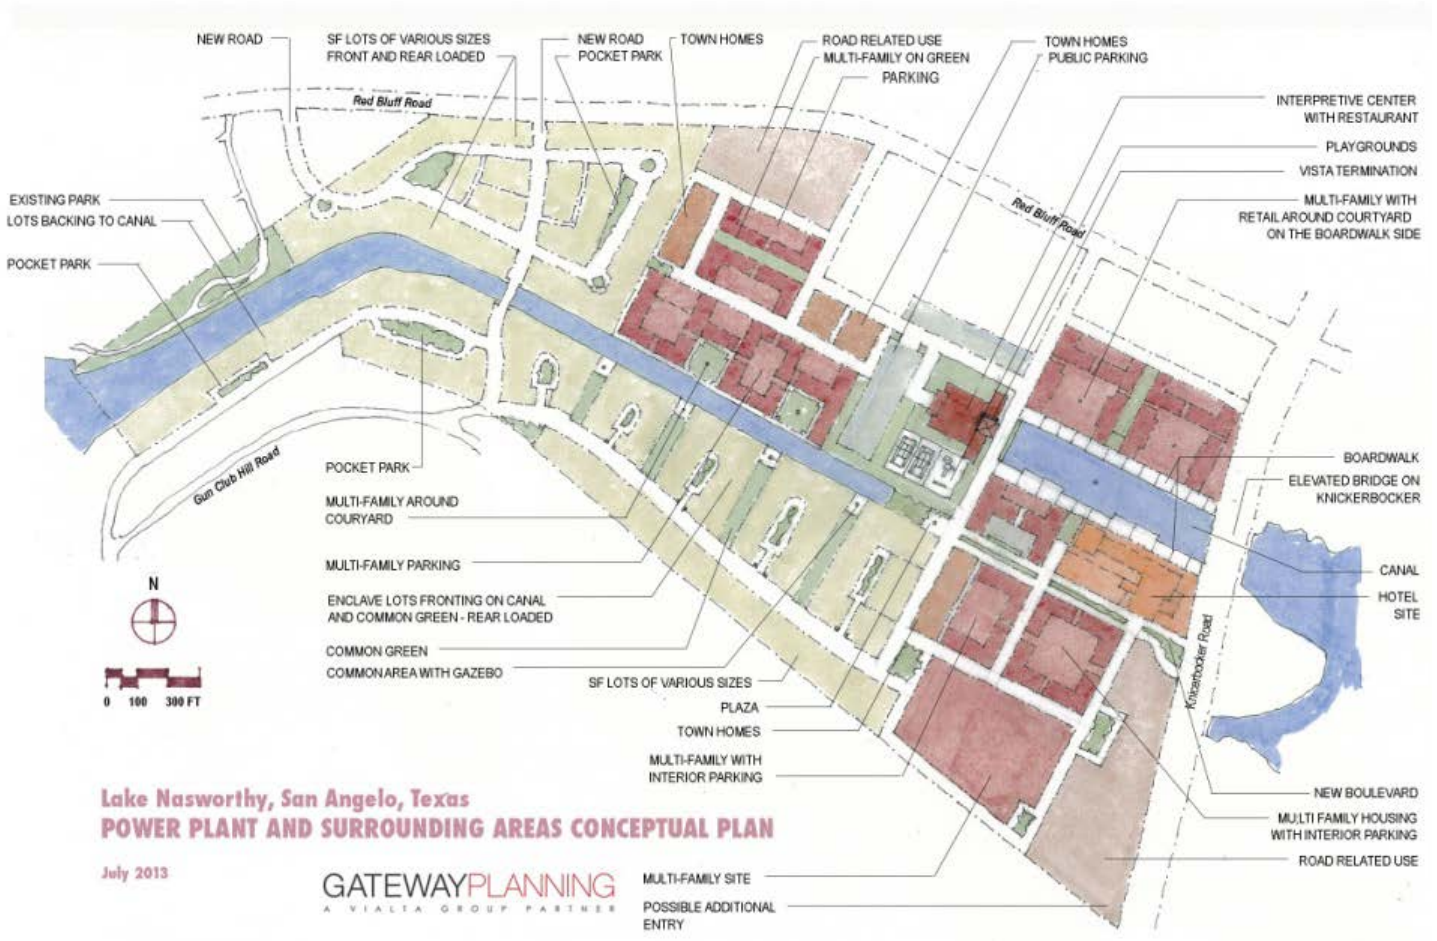 NEW ROAD
SF LOTS OF VARIOUS SIZES
FRONT AND REAR LOADED
NEW ROAD
POCKET PARK
TOWN HOMES
ROAD RELATED USE
MULTI-FAMILY ON GREEN
PARKING
TOWN HOMES
PUBLIC PARKING
INTERPRETIVE CENTER
WITH RESTAURANT
PLAYGROUNDS
VISTA TERMINATION
MULTI-FAMILY WITH
RETAIL AROUND COURTYARD
ON THE BOARDWALK SIDE
Red Bluff Road
Red Bluff Road
EXISTING PARK
LOTS BACKING TO CANAL
POCKET PARK
Gun Club Hill Road
POCKET PARK
MULTI-FAMILY AROUND
COURYARD
MULTI-FAMILY PARKING
ENCLAVE LOTS FRONTING ON CANAL
AND COMMON GREEN - REAR LOADED
COMMON GREEN
COMMON AREA WITH GAZEBO
SF LOTS OF VARIOUS SIZES
PLAZA
TOWN HOMES
MULTI-FAMILY WITH
INTERIOR PARKING
BOARDWALK
ELEVATED BRIDGE ON
KNICKERBOCKER
CANAL
HOTEL
SITE
Knicerbocker Road
NEW BOULEVARD
MU;LTI FAMILY HOUSING
WITH INTERIOR PARKING
ROAD RELATED USE
N
0 100 300 FT
Lake Nasworthy, San Angelo, Texas
POWER PLANT AND SURROUNDING AREAS CONCEPTUAL PLAN
July 2013
GATEWAYPLANNING
A VIALTA GROUP PARTNER
MULTI-FAMILY SITE
POSSIBLE ADDITIONAL
ENTRY